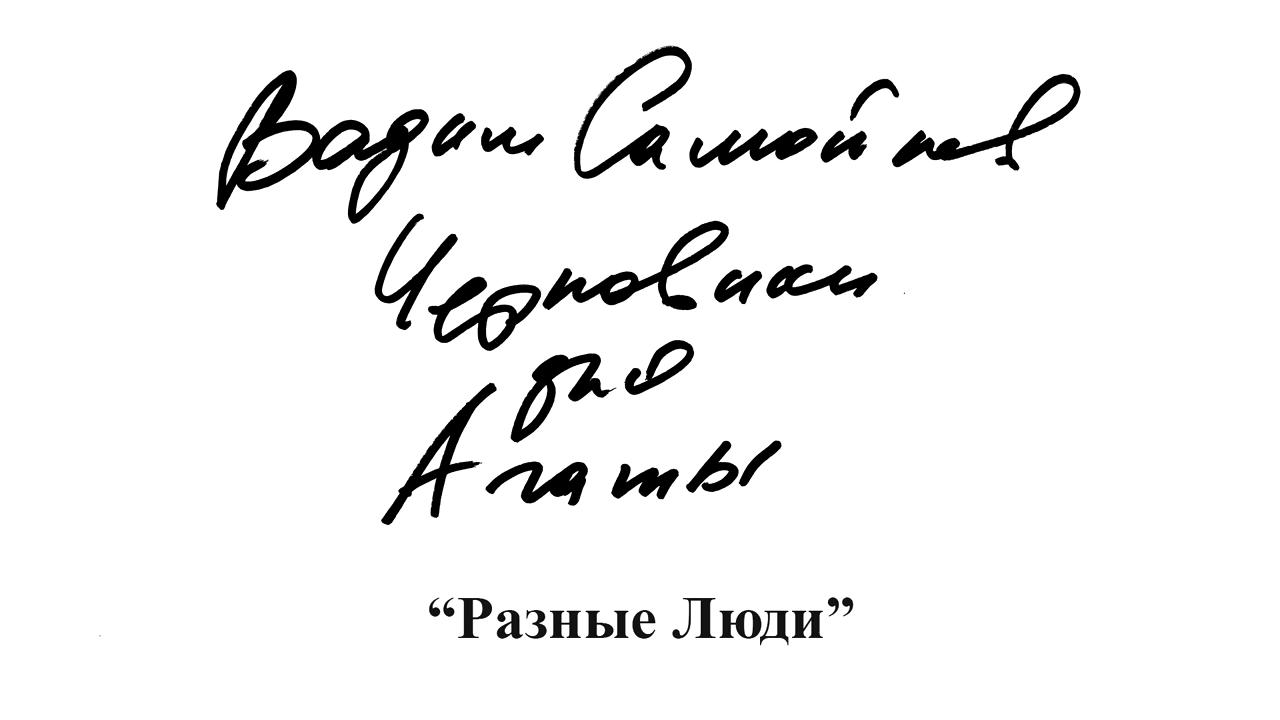 Вадим Самойлов
Черновики
для
Агаты
“Разные Люди”